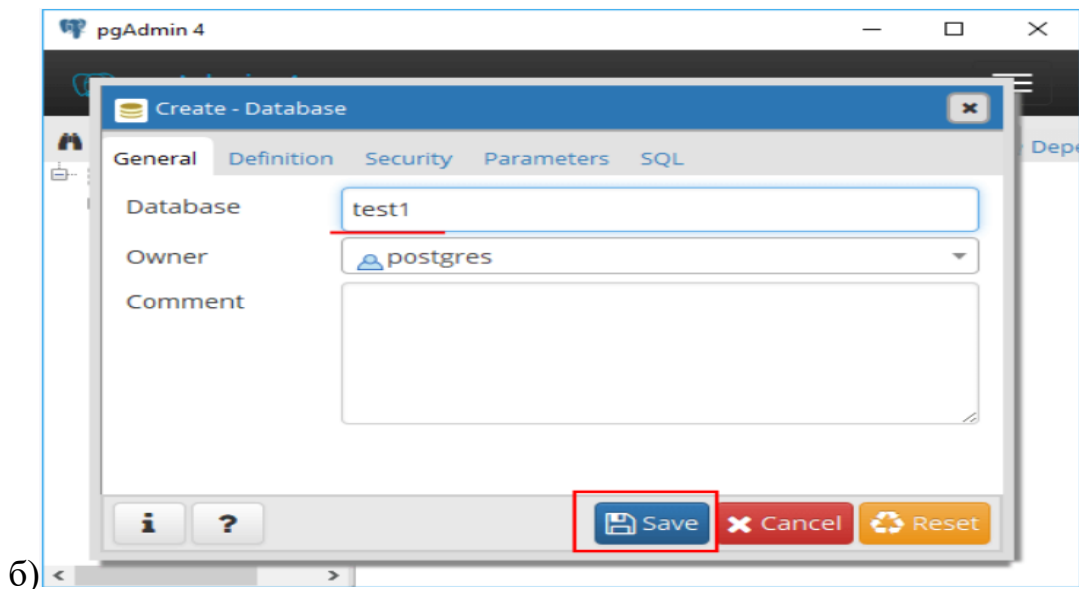 pgAdmin 4
Create - Database
General Definition Security Parameters SQL
Depe
Database test1
Owner postgres
Comment
i ? Save Cancel Reset
б)